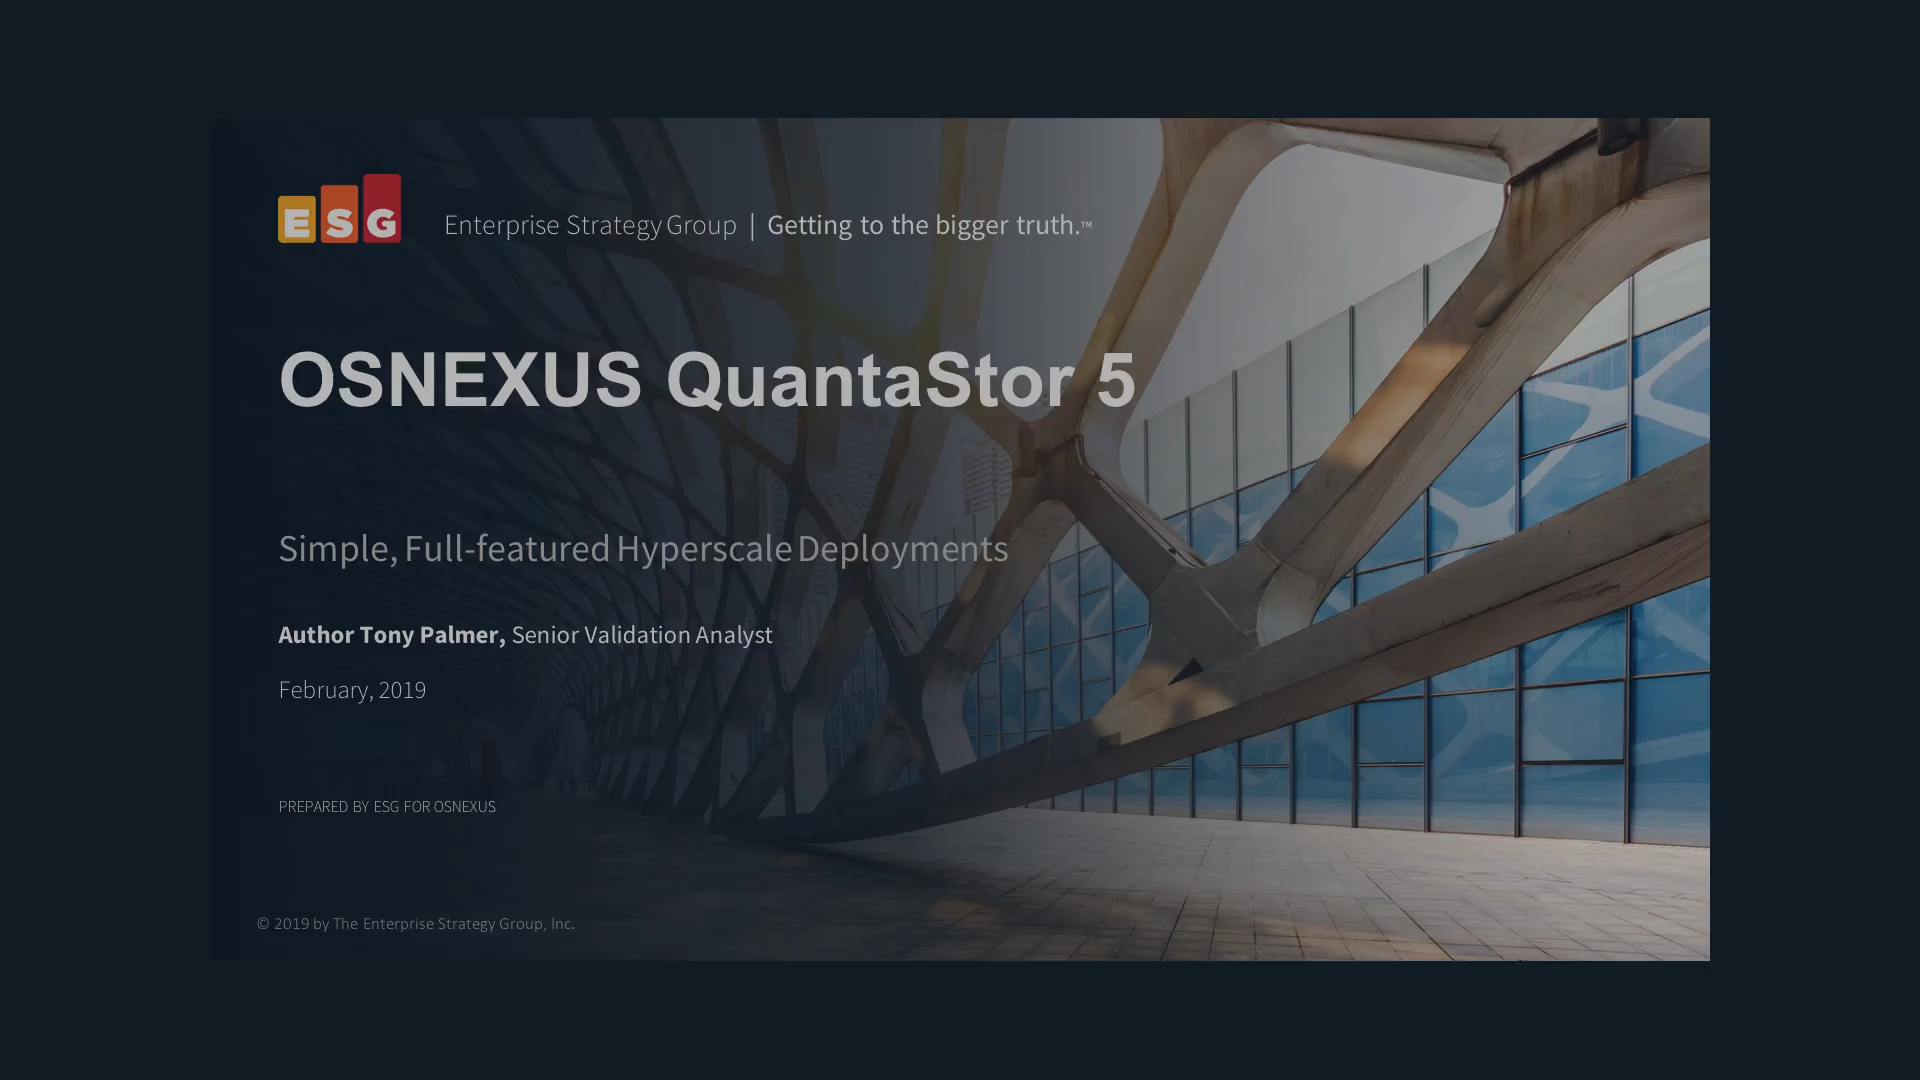 ESG
Enterprise Strategy Group | Getting to the bigger truth.™
OSNEXUS QuantaStor 5
Simple, Full-featured Hyperscale Deployments
Author Tony Palmer, Senior Validation Analyst
February, 2019
PREPARED BY ESG FOR OSNEXUS
© 2019 by The Enterprise Strategy Group, Inc.